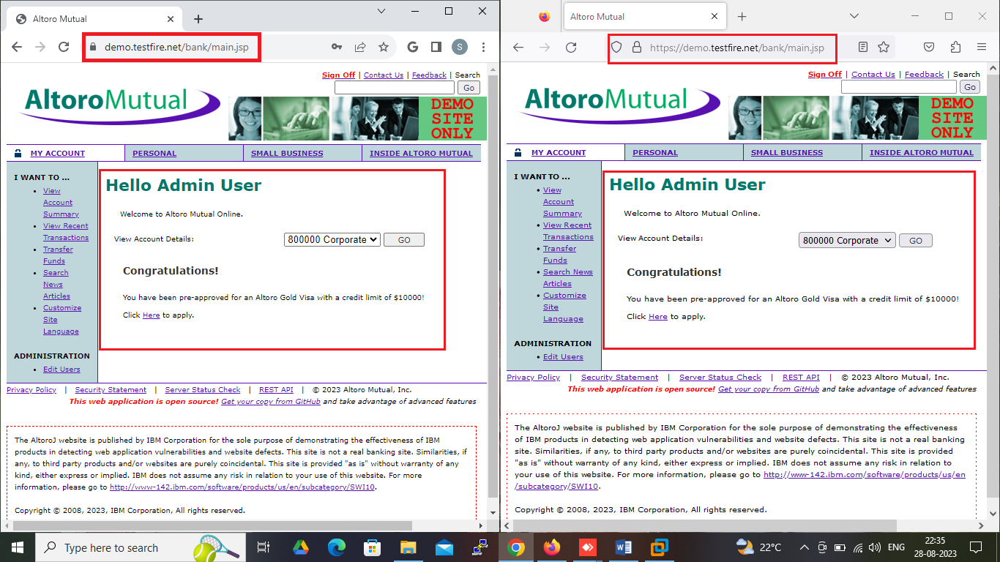 Altoro Mutual
demo.testfire.net/bank/main.jsp
S
Sign Off | Contact Us | Feedback | Search
Go
AltoroMutual
DEMO
SITE
ONLY
MY ACCOUNT
PERSONAL
SMALL BUSINESS
INSIDE ALTORO MUTUAL
I WANT TO ...
• View
Account
Summary
• View Recent
Transactions
• Transfer
Funds
• Search
News
Articles
• Customize
Site
Language
ADMINISTRATION
• Edit Users
Hello Admin User
Welcome to Altoro Mutual Online.
View Account Details:
800000 Corporate
GO
Congratulations!
You have been pre-approved for an Altoro Gold Visa with a credit limit of $10000!
Click Here to apply.
Privacy Policy | Security Statement | Server Status Check | REST API | © 2023 Altoro Mutual, Inc.
This web application is open source! Get your copy from GitHub and take advantage of advanced features
The AltoroJ website is published by IBM Corporation for the sole purpose of demonstrating the effectiveness of IBM
products in detecting web application vulnerabilities and website defects. This site is not a real banking
site. Similarities, if
any, to third party products and/or websites are purely coincidental. This site is provided "as is" without warranty of any
kind, either express or implied. IBM does not assume any risk in relation to your use of this website. For more
information, please go to http://www-142.ibm.com/software/products/us/en/subcategory/SWI10.
Copyright © 2008, 2023, IBM Corporation, All rights reserved.
Altoro Mutual
https://demo.testfire.net/bank/main.jsp
Sign Off | Contact Us | Feedback | Search
Go
AltoroMutual
DEMO
SITE
ONLY
MY ACCOUNT
PERSONAL
SMALL BUSINESS
INSIDE ALTORO MUTUAL
I WANT TO ...
• View
Account
Summary
• View Recent
Transactions
• Transfer
Funds
• Search News
Articles
• Customize
Site
Language
ADMINISTRATION
• Edit Users
Hello Admin User
Welcome to Altoro Mutual Online.
View Account Details:
800000 Corporate
GO
Congratulations!
You have been pre-approved for an Altoro Gold Visa with a credit limit of $10000!
Click Here to apply.
Privacy Policy | Security Statement | Server Status Check | REST API | © 2023 Altoro Mutual, Inc.
This web application is open source! Get your copy from GitHub and take advantage of advanced features
The AltoroJ website is published by IBM Corporation for the sole purpose of demonstrating the effectiveness
of IBM products in detecting web application vulnerabilities and website defects. This site is not a real banking
site. Similarities, if any, to third party products and/or websites are purely coincidental. This site is provided
"as is" without warranty of any kind, either express or implied. IBM does not assume any risk in relation to
your use of this website. For more information, please go to http://www-142.ibm.com/software/products/us/en
/subcategory/SWI10.
Copyright © 2008, 2023, IBM Corporation, All rights reserved.
Type here to search
22°C
ENG
22:35
28-08-2023